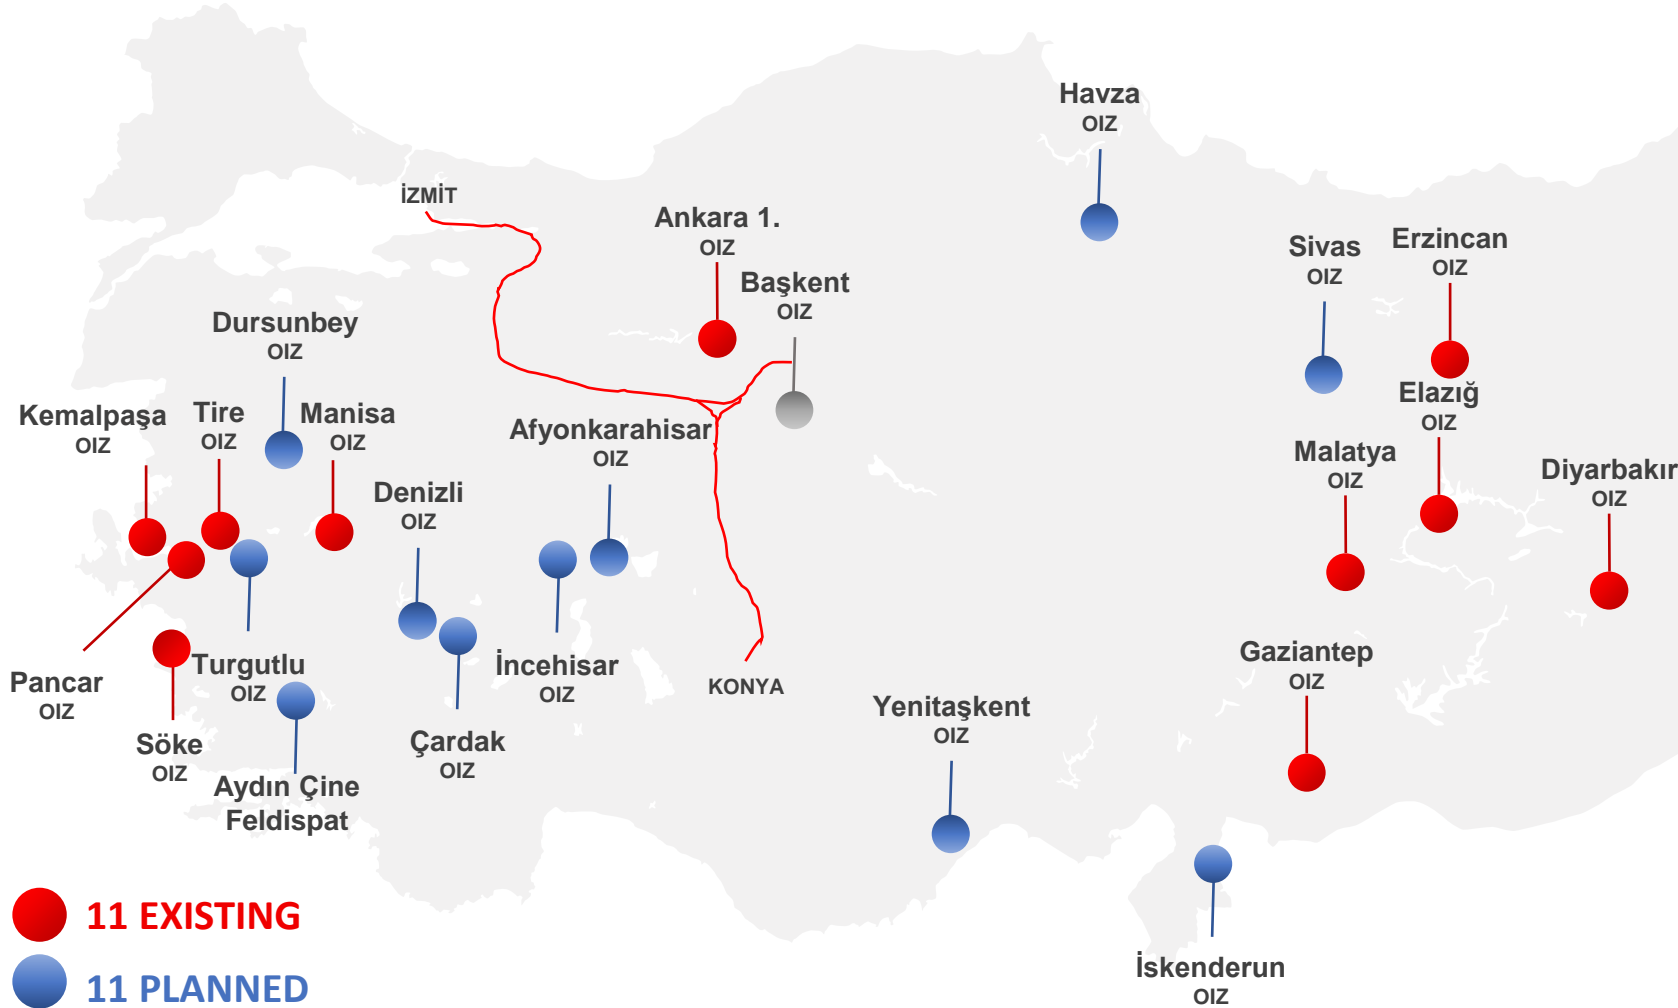 Havza
OIZ
İZMİT
Ankara 1.
OIZ
Başkent
OIZ
Sivas
OIZ
Erzincan
OIZ
Dursunbey
OIZ
Kemalpaşa
OIZ
Tire
OIZ
Manisa
OIZ
Afyonkarahisar
OIZ
Elazığ
OIZ
Malatya
OIZ
Diyarbakır
OIZ
Denizli
OIZ
Pancar
OIZ
Turgutlu
OIZ
İncehisar
OIZ
KONYA
Gaziantep
OIZ
Söke
OIZ
Çardak
OIZ
Yenitaşkent
OIZ
Aydın Çine
Feldispat
İskenderun
OIZ
11 EXISTING
11 PLANNED